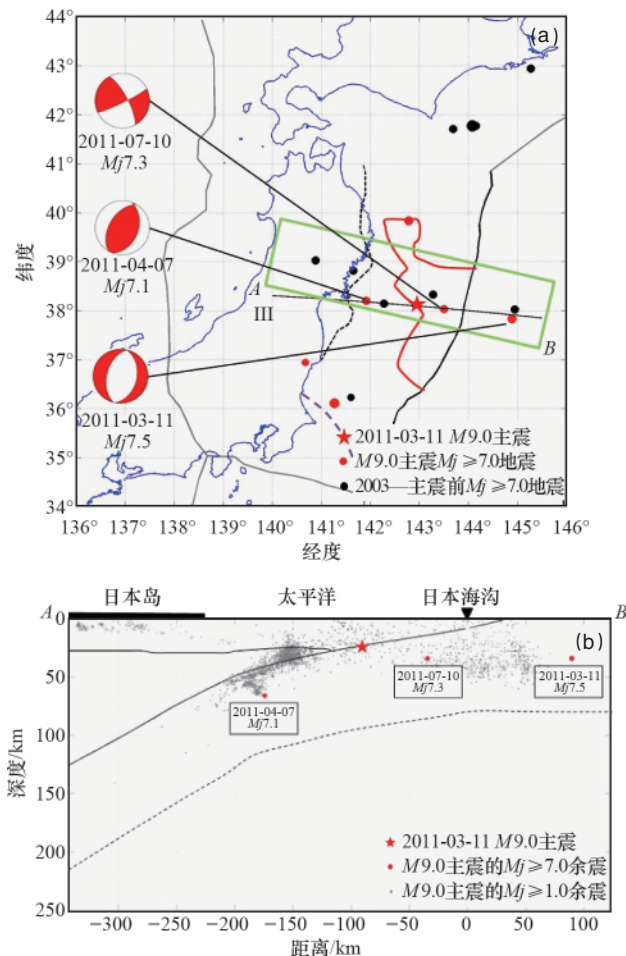 (a)
44°
43°
42°
41°
40°
39°
38°
37°
36°
35°
34°
纬度
2011-07-10
Mj7.3
2011-04-07
Mj7.1
2011-03-11
Mj7.5
A
III
B
2011-03-11 M9.0主震
M9.0主震Mj≥7.0地震
2003—主震前Mj≥7.0地震
136° 137° 138° 139° 140° 141° 142° 143° 144° 145° 146°
经度
日本岛 太平洋 日本海沟
A B
(b)
0
50
100
150
200
250
深度/km
2011-04-07
Mj7.1
2011-07-10
Mj7.3
2011-03-11
Mj7.5
2011-03-11 M9.0主震
M9.0主震的Mj≥7.0余震
M9.0主震的Mj≥1.0余震
−300 −250 −200 −150 −100 −50 0 50 100
距离/km